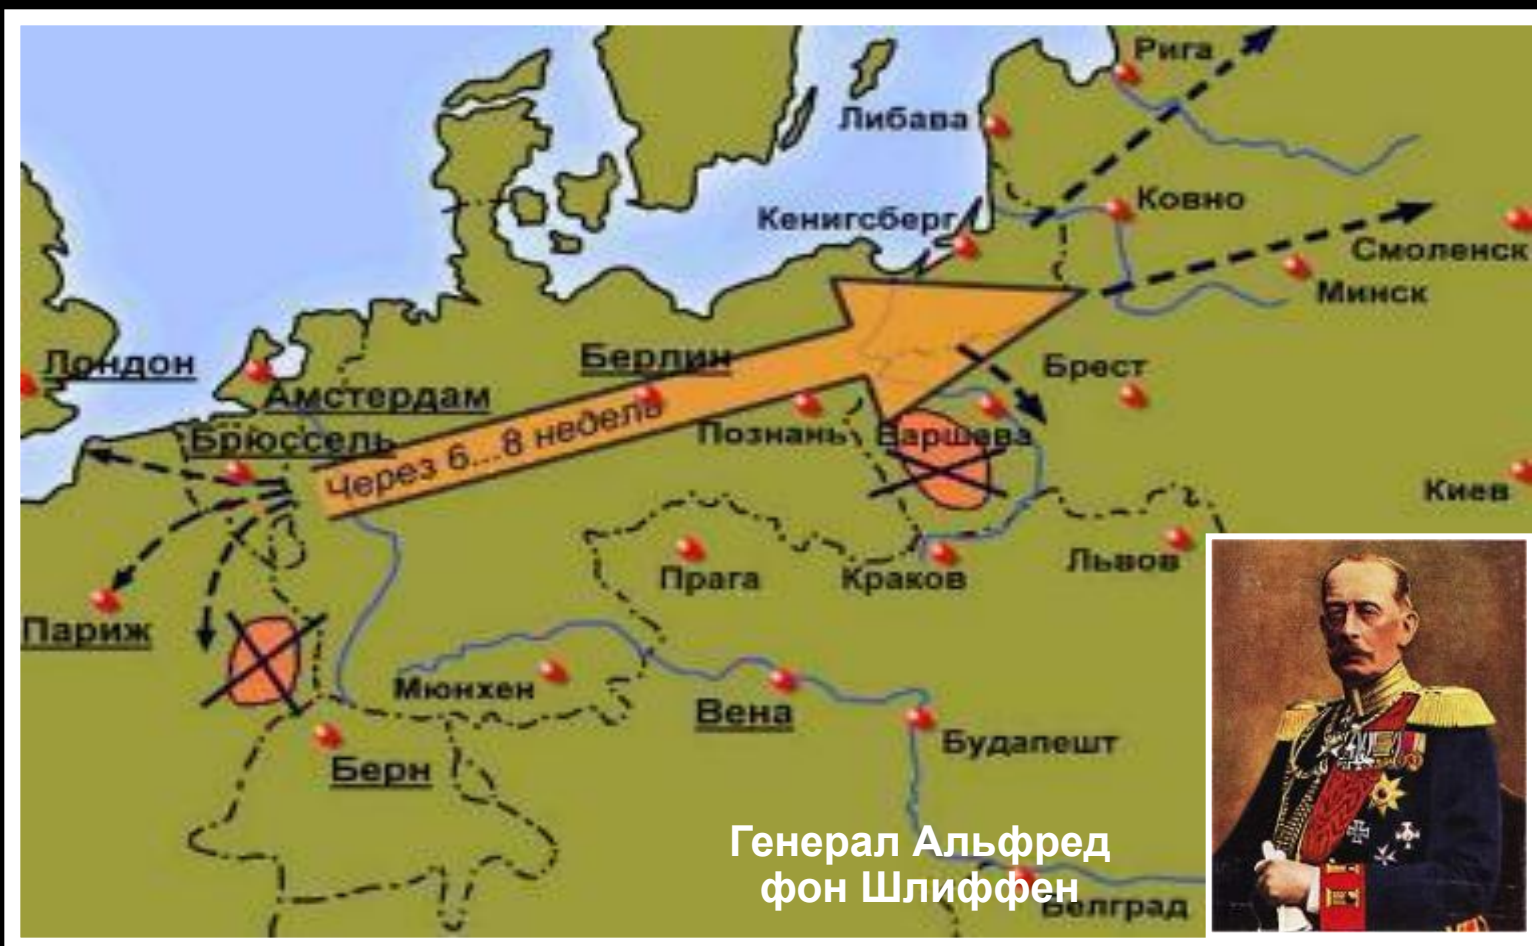 Рига
Либава
Ковно
Кенигсберг
Смоленск
Минск
Лондон
Берлин
Брест
Амстердам
Через 6...8 недель
Познань
Варшава
Брюссель
Киев
Львов
Прага
Краков
Париж
Мюнхен
Вена
Будапешт
Берн
Генерал Альфред
фон Шлиффен
Белград